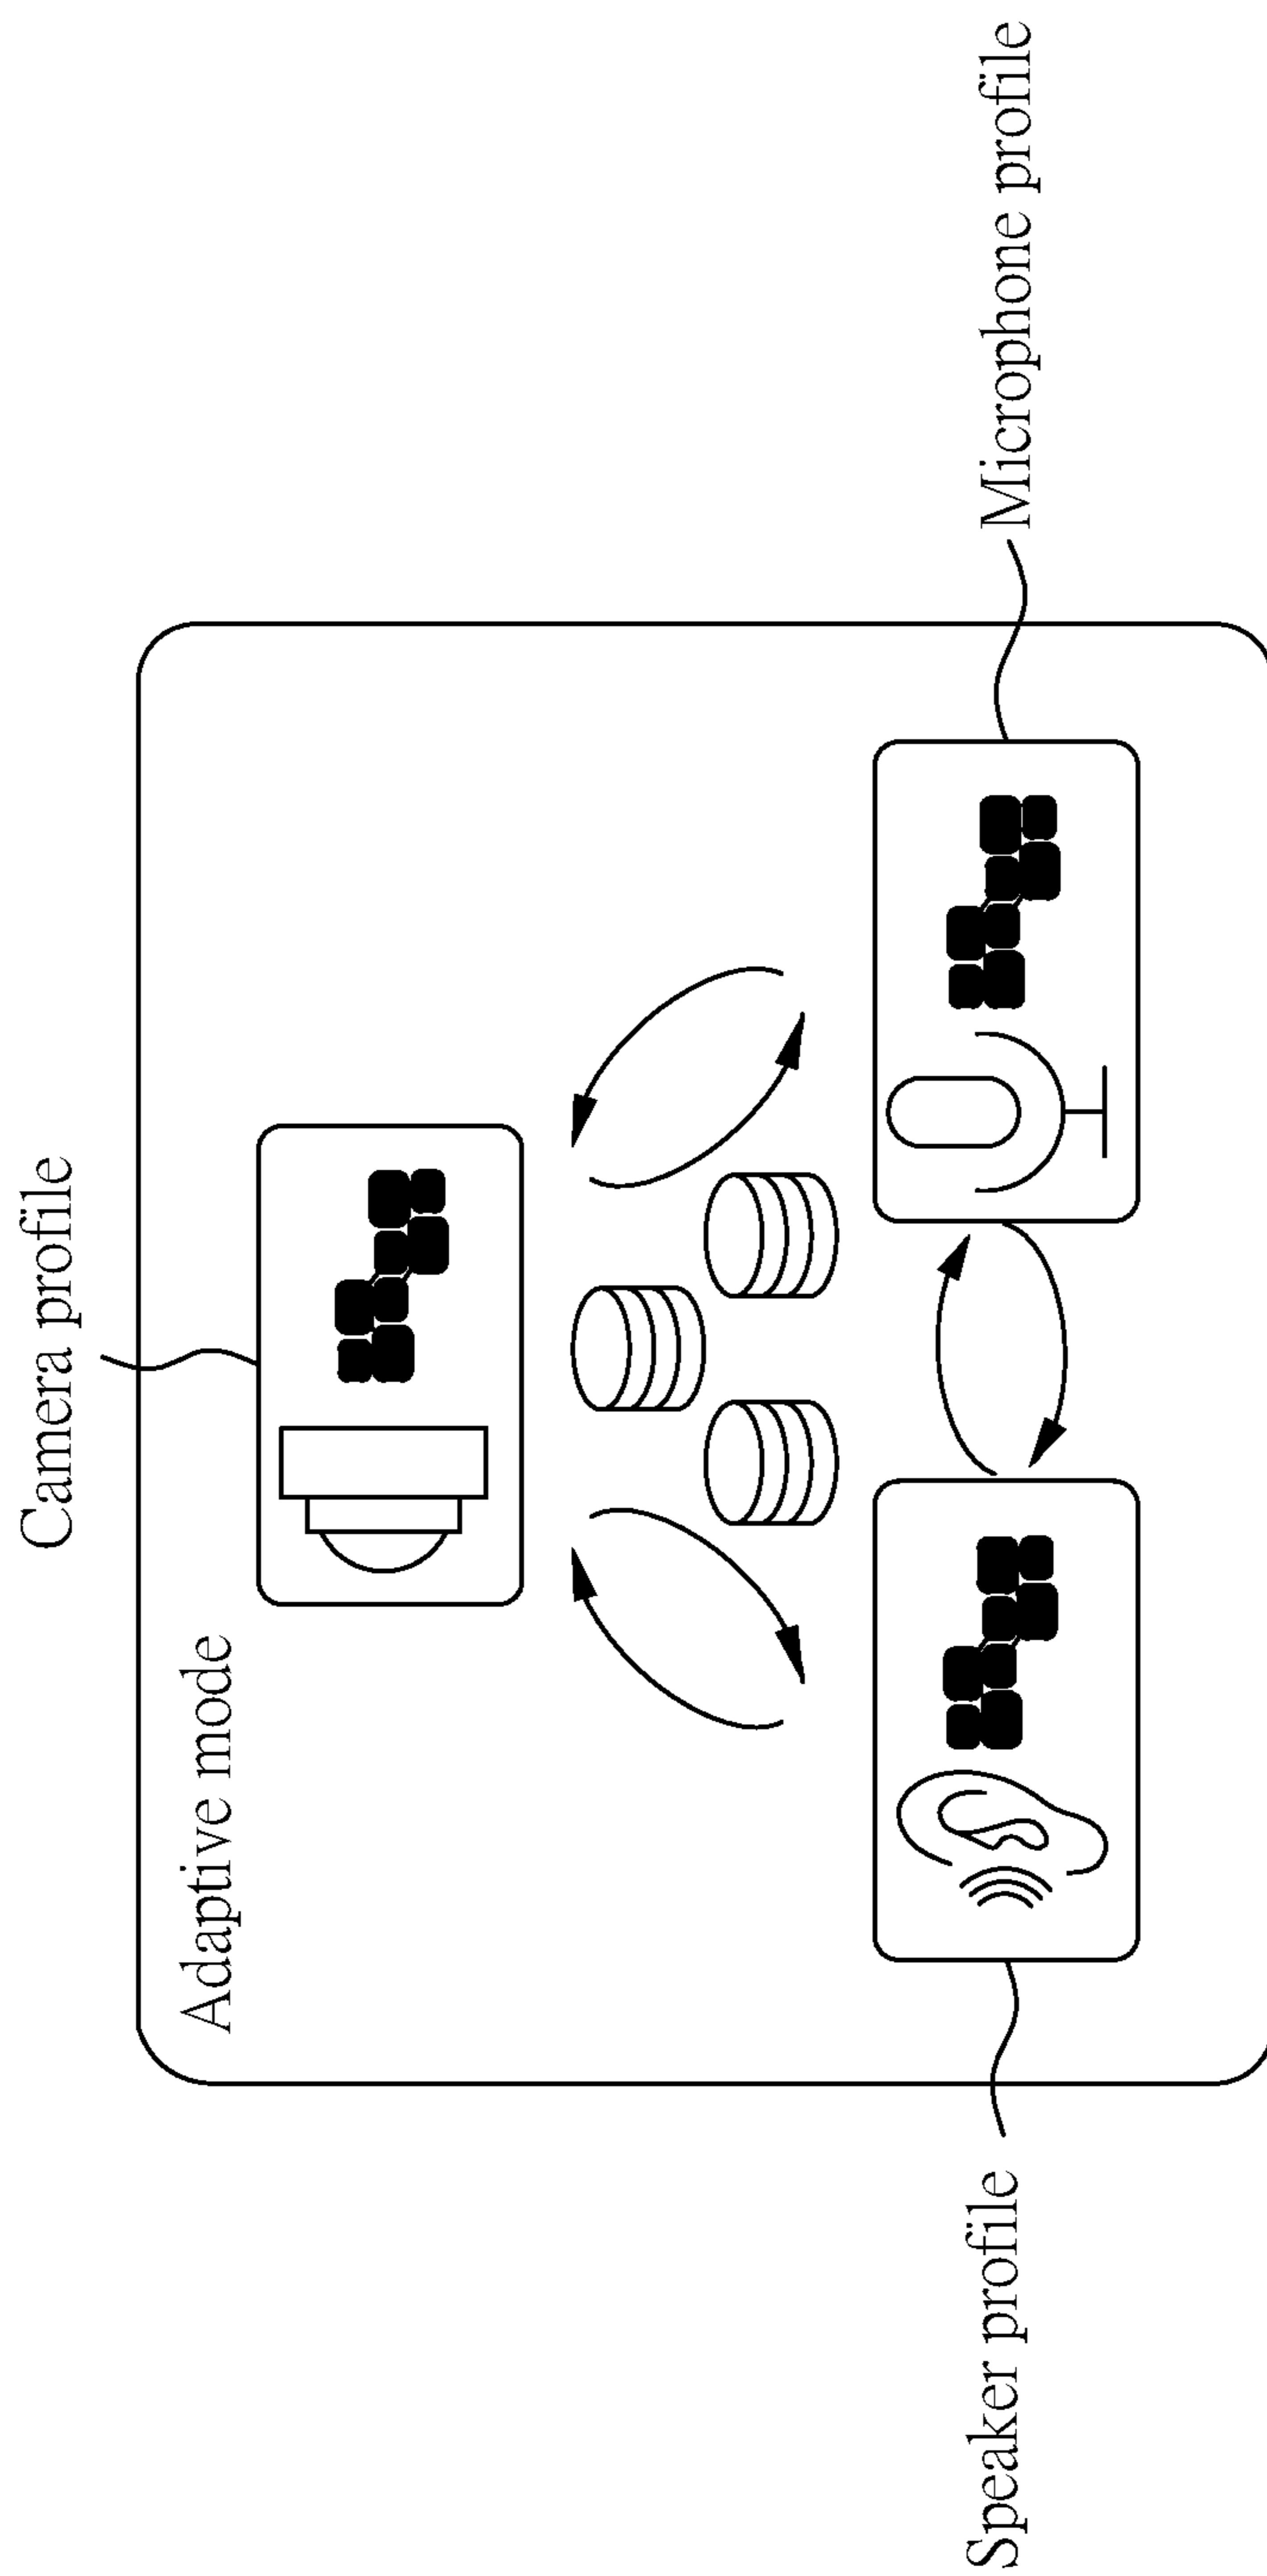 Camera profile
Adaptive mode
Speaker profile
Microphone profile